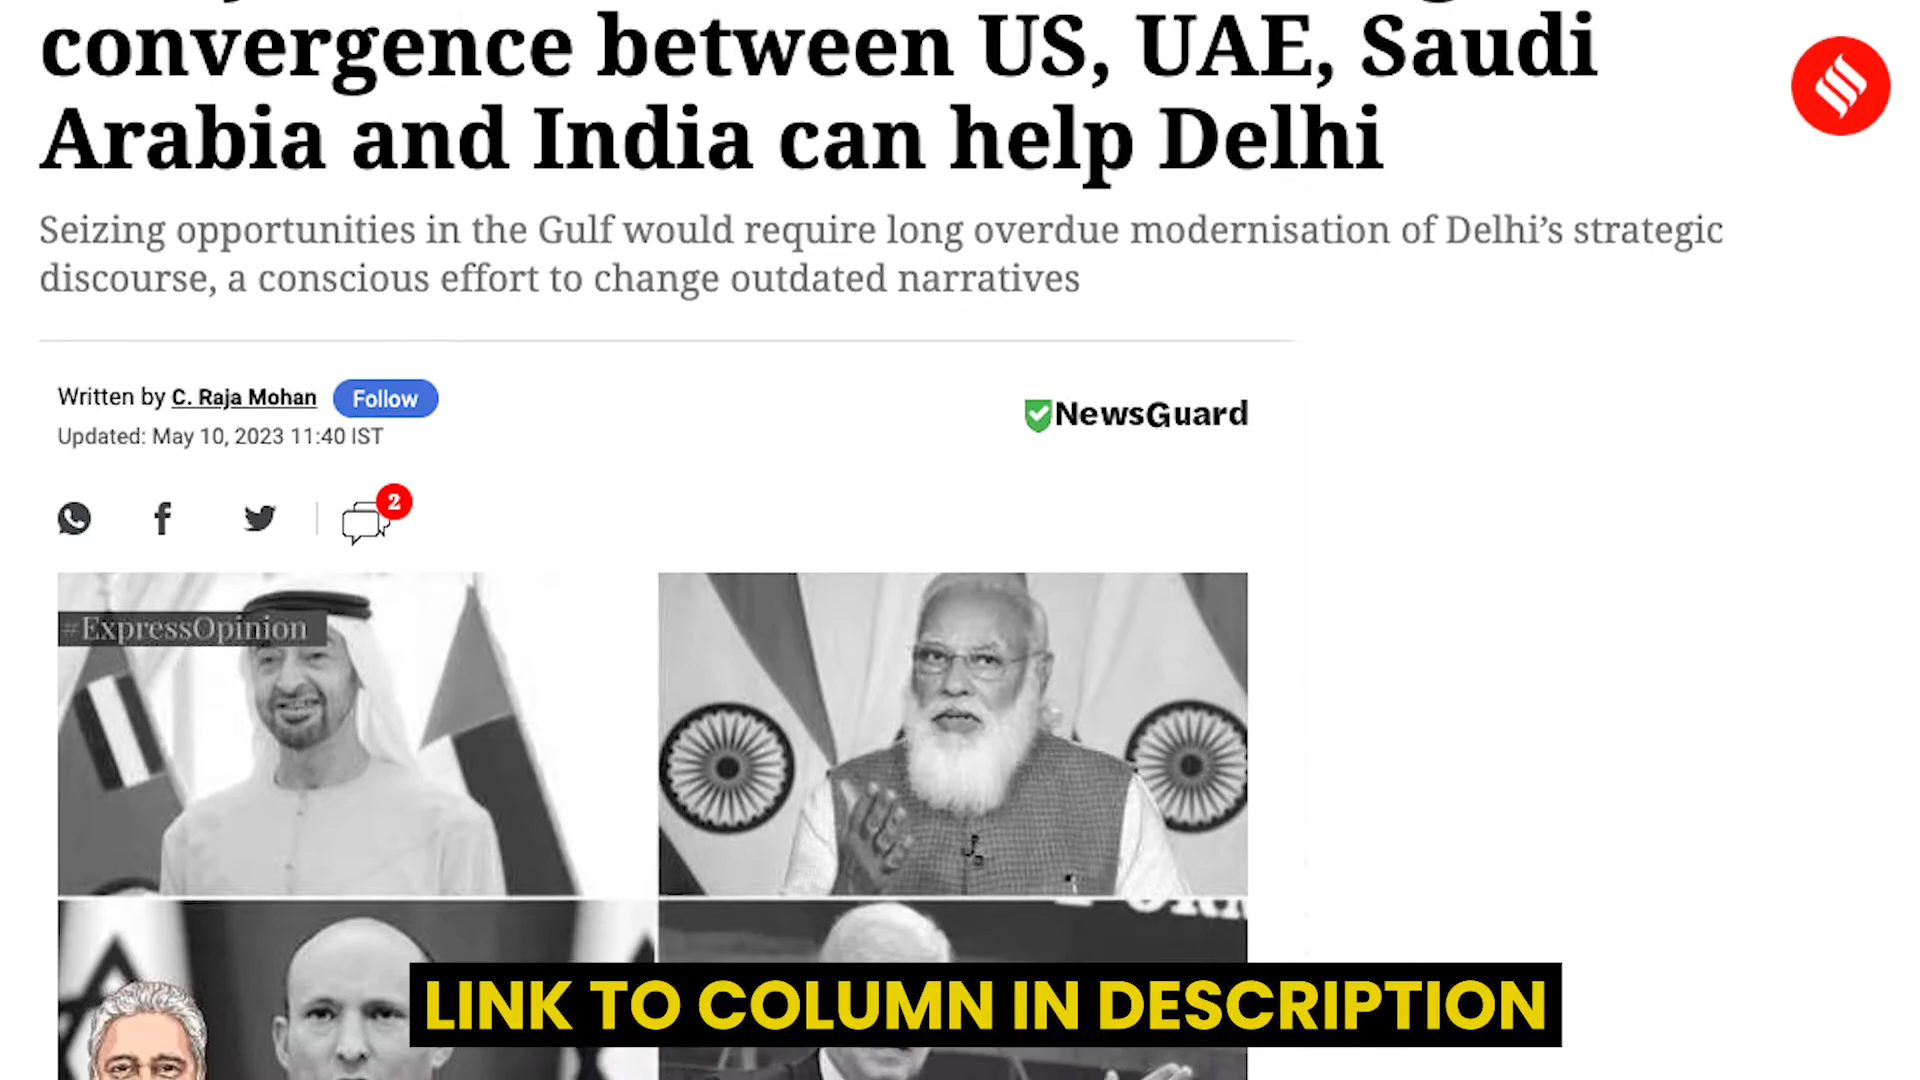 convergence between US, UAE, Saudi
Arabia and India can help Delhi
Seizing opportunities in the Gulf would require long overdue modernisation of Delhi’s strategic
discourse, a conscious effort to change outdated narratives
Written by C. Raja Mohan Follow
NewsGuard
Updated: May 10, 2023 11:40 IST
2
#ExpressOpinion
LINK TO COLUMN IN DESCRIPTION